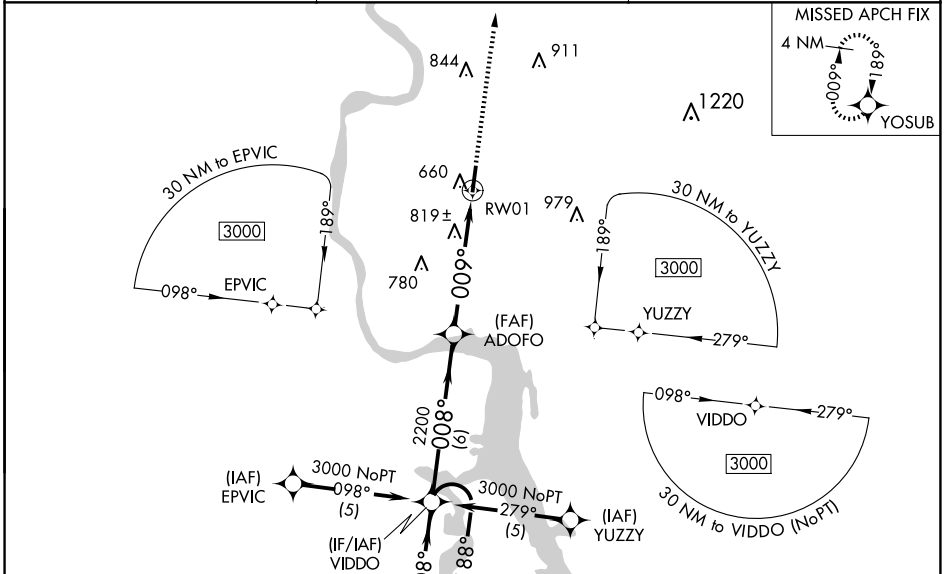 MISSED APCH FIX
4 NM
009°
189°
YOSUB
844
911
1220
30 NM to EPVIC
3000
189°
098°
EPVIC
660
RW01
819±
979
780
009°
30 NM to YUZZY
3000
189°
YUZZY
279°
(FAF)
ADOFO
098°
279°
VIDDO
3000
30 NM to VIDDO (NoPT)
2200
008°
(6)
(IAF)
EPVIC
3000 NoPT
098°
(5)
3000 NoPT
279°
(5)
(IAF)
YUZZY
(IF/IAF)
VIDDO